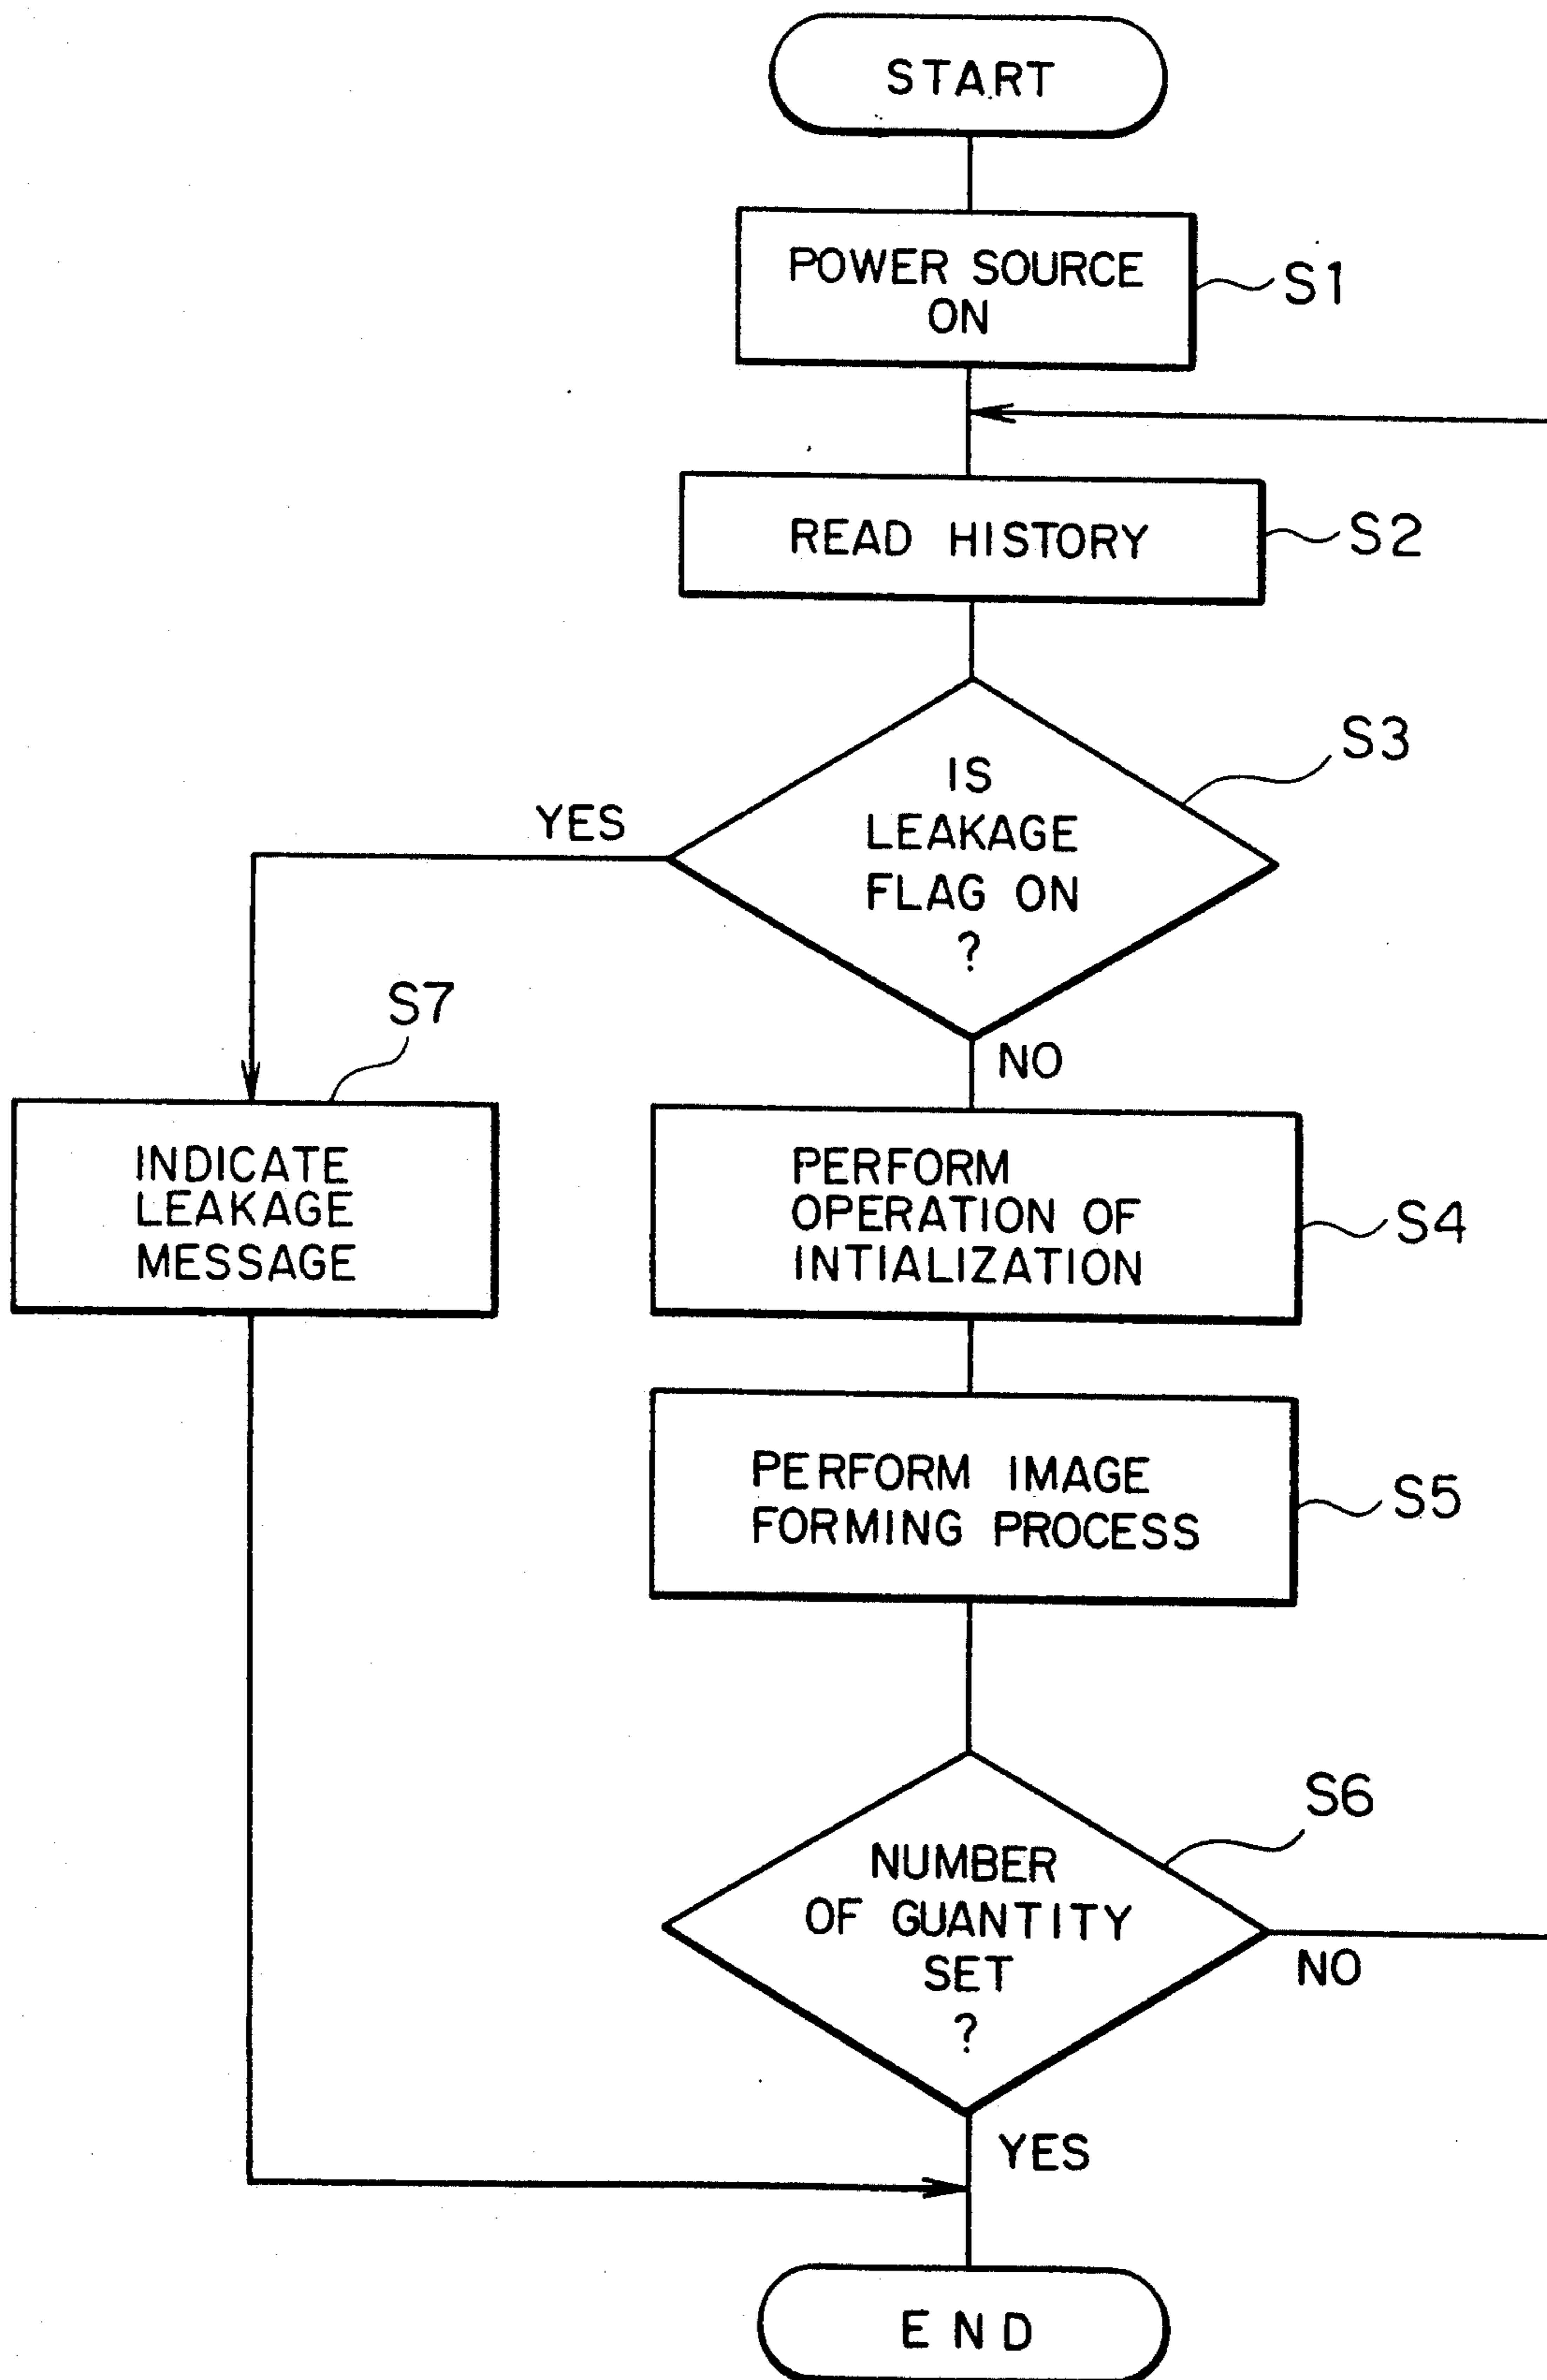 START
POWER SOURCE
ON
S1
READ HISTORY
S2
IS
LEAKAGE
FLAG ON
?
S3
YES
NO
S7
INDICATE
LEAKAGE
MESSAGE
PERFORM
OPERATION OF
INTIALIZATION
S4
PERFORM IMAGE
FORMING PROCESS
S5
NUMBER
OF GUANTITY
SET
?
S6
NO
YES
END